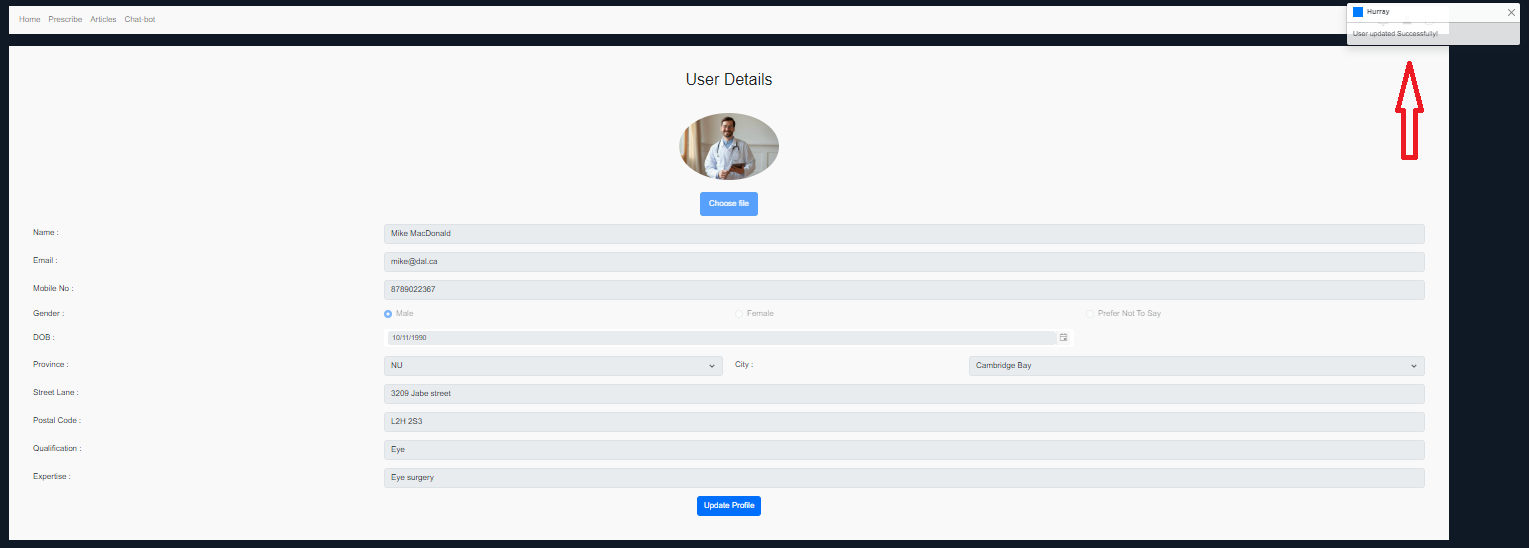 Home Prescribe Articles Chat-bot
Hurray
User updated Successfully!
User Details
Choose file
Name : Mike MacDonald
Email : mike@dal.ca
Mobile No : 8789022367
Gender : Male Female Prefer Not To Say
DOB : 10/11/1990
Province : NU City : Cambridge Bay
Street Lane : 3209 Jabe street
Postal Code : L2H 2S3
Qualification : Eye
Expertise : Eye surgery
Update Profile